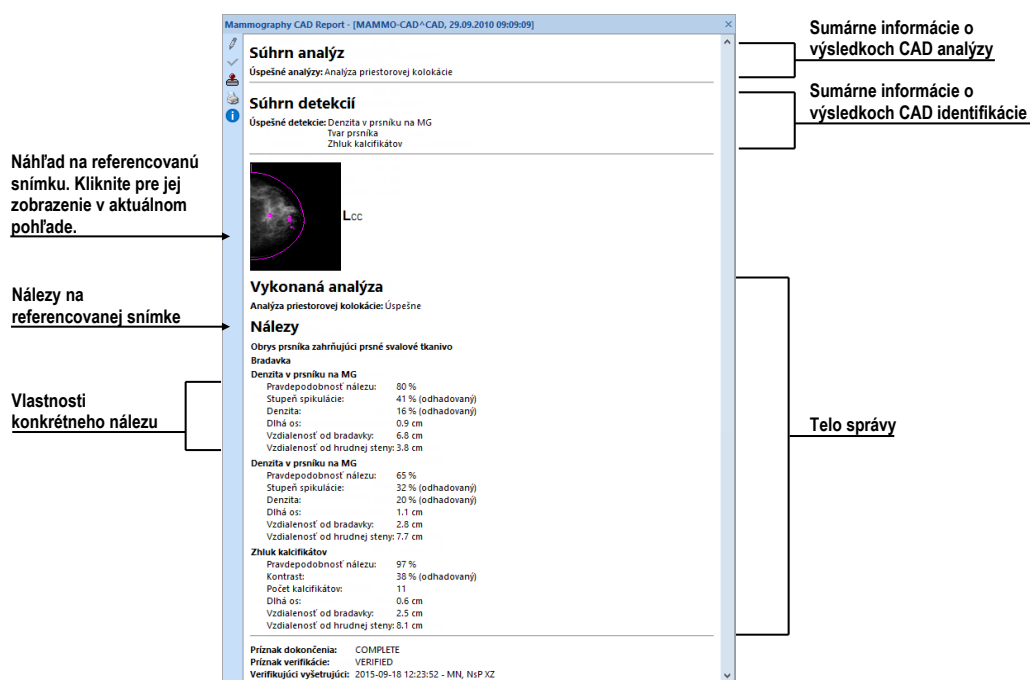 Mammography CAD Report - [MAMMO-CAD^CAD, 29.09.2010 09:09:09]
Súhrn analýz
Úspešné analýzy: Analýza priestorovej kolokácie
Súhrn detekcií
Úspešné detekcie: Denzita v prsníku na MG
Tvar prsníka
Zhluk kalcifikátov
Lcc
Vykonaná analýza
Analýza priestorovej kolokácie: Úspešne
Nálezy
Obrys prsníka zahrňujúci prsné svalové tkanivo
Bradavka
Denzita v prsníku na MG
Pravdepodobnosť nálezu: 80 %
Stupeň spikulácie: 41 % (odhadovaný)
Denzita: 16 % (odhadovaný)
Dlhá os: 0.9 cm
Vzdialenosť od bradavky: 6.8 cm
Vzdialenosť od hrudnej steny: 3.8 cm
Denzita v prsníku na MG
Pravdepodobnosť nálezu: 65 %
Stupeň spikulácie: 32 % (odhadovaný)
Denzita: 20 % (odhadovaný)
Dlhá os: 1.1 cm
Vzdialenosť od bradavky: 2.8 cm
Vzdialenosť od hrudnej steny: 7.7 cm
Zhluk kalcifikátov
Pravdepodobnosť nálezu: 97 %
Kontrast: 38 % (odhadovaný)
Počet kalcifikátov: 11
Dlhá os: 0.6 cm
Vzdialenosť od bradavky: 2.5 cm
Vzdialenosť od hrudnej steny: 8.1 cm
Príznak dokončenia: COMPLETE
Príznak verifikácie: VERIFIED
Verifikujúci vyšetrujúci: 2015-09-18 12:23:52 - MN, NsP XZ
Náhľad na referencovanú
snímku. Kliknite pre jej
zobrazenie v aktuálnom
pohľade.
Nálezy na
referencovanej snímke
Vlastnosti
konkrétneho nálezu
Sumárne informácie o
výsledkoch CAD analýzy
Sumárne informácie o
výsledkoch CAD identifikácie
Telo správy